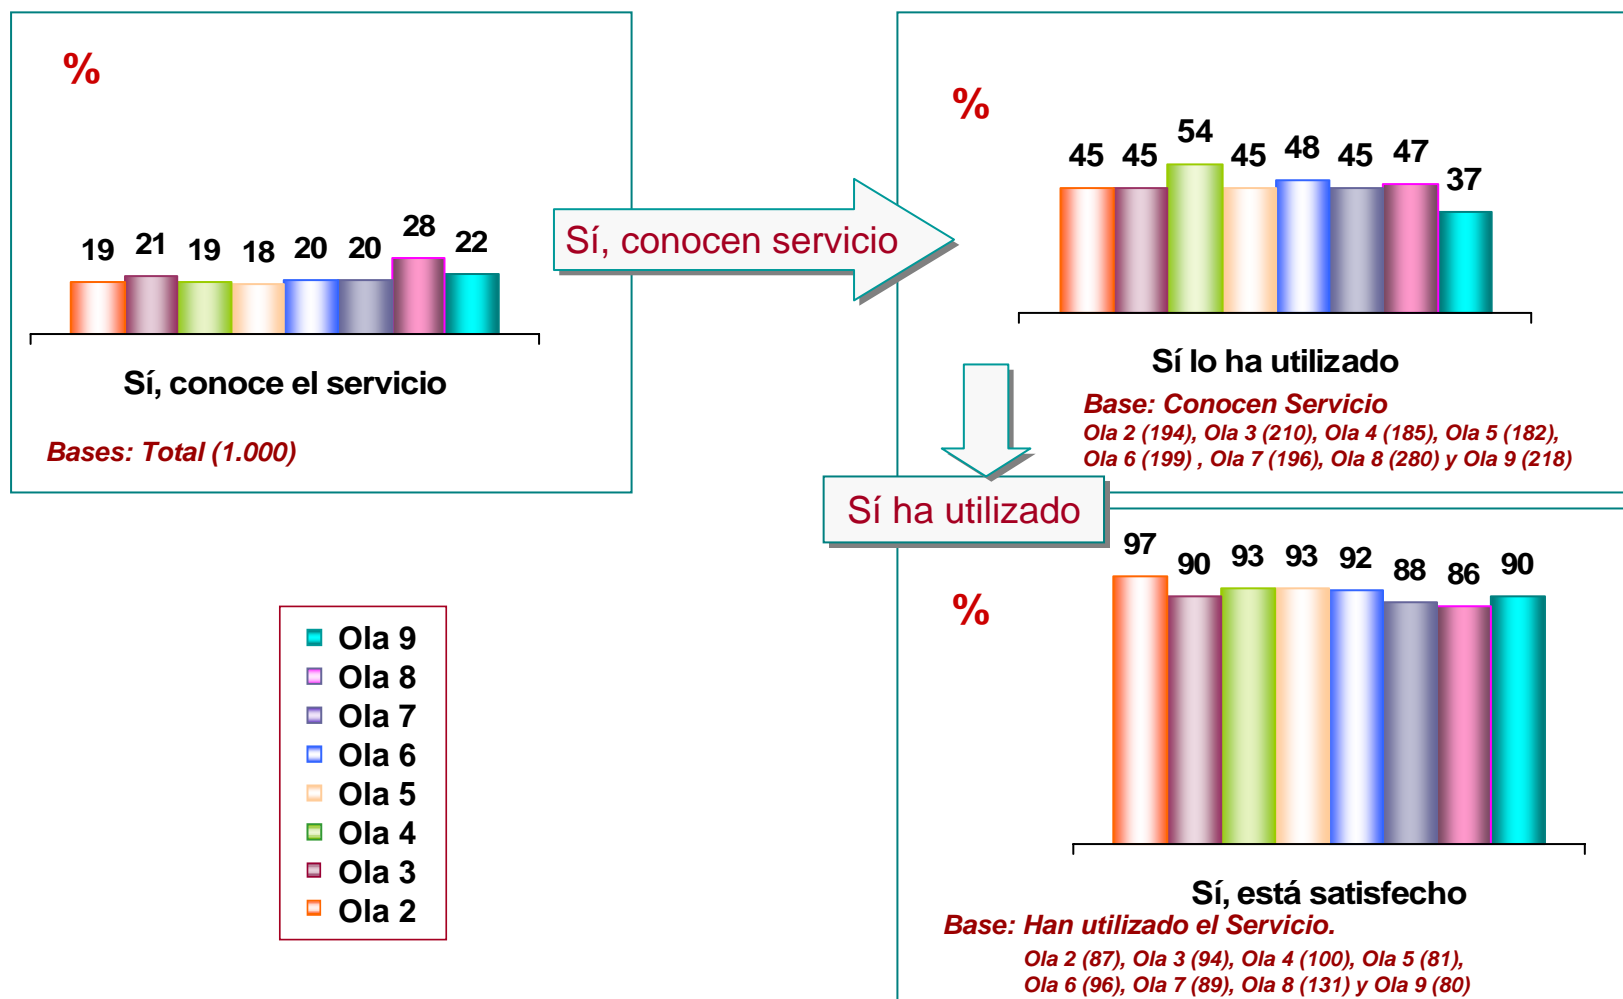 %
19 21 19 18 20 20 28 22
Sí, conoce el servicio
Bases: Total (1.000)
Sí, conocen servicio
%
45 45 54 45 48 45 47 37
Sí lo ha utilizado
Base: Conocen Servicio
Ola 2 (194), Ola 3 (210), Ola 4 (185), Ola 5 (182),
Ola 6 (199) , Ola 7 (196), Ola 8 (280) y Ola 9 (218)
Sí ha utilizado
%
97 90 93 93 92 88 86 90
Sí, está satisfecho
Base: Han utilizado el Servicio.
Ola 2 (87), Ola 3 (94), Ola 4 (100), Ola 5 (81),
Ola 6 (96), Ola 7 (89), Ola 8 (131) y Ola 9 (80)
Ola 9
Ola 8
Ola 7
Ola 6
Ola 5
Ola 4
Ola 3
Ola 2